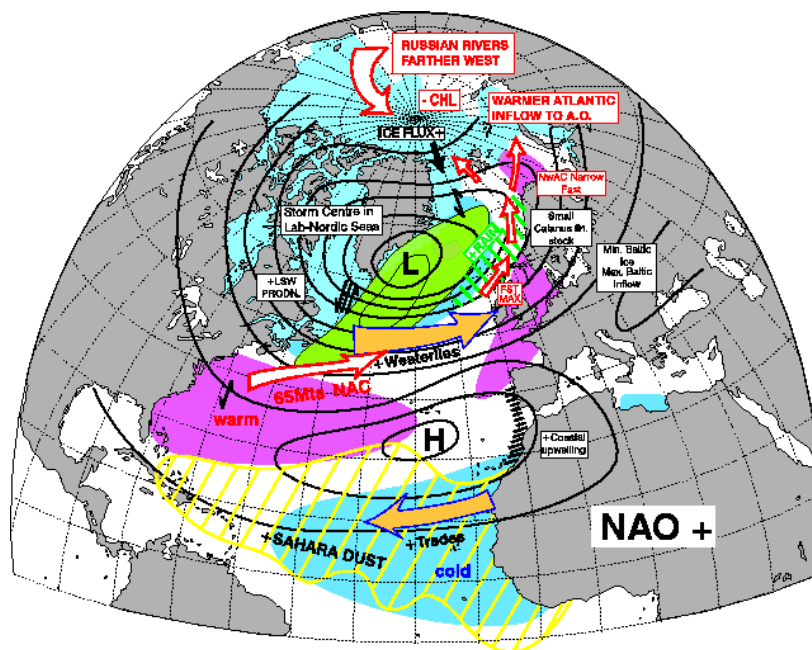 RUSSIAN RIVERS
FARTHER WEST
- CHL
WARMER ATLANTIC
INFLOW TO A.O.
ICE FLUX+
?
NwAC Narrow
Fast
Storm Centre in
Lab-Nordic Seas
Small
Calanus fin.
stock
+RAIN
Min. Baltic
Ice
Max. Baltic
Inflow
L
+LSW
PRODN.
FST
MAX
+Westerlies
65Mts NAC
warm
H
+Coastal
upwelling
NAO +
+SAHARA DUST
+Trades
cold